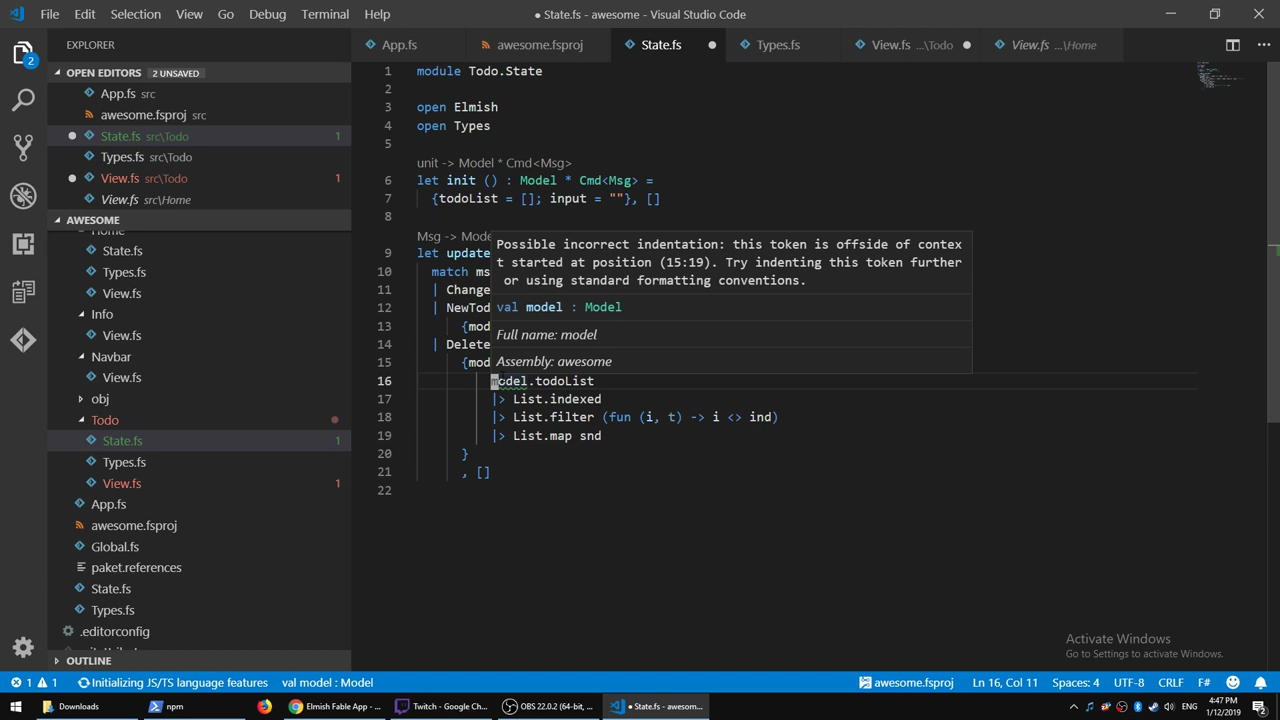 File Edit Selection View Go Debug Terminal Help
● State.fs - awesome - Visual Studio Code
EXPLORER
OPEN EDITORS 2 UNSAVED
App.fs src
awesome.fsproj src
State.fs src\Todo 1
Types.fs src\Todo
View.fs src\Todo 1
View.fs src\Home
AWESOME
State.fs
Types.fs
View.fs
Info
View.fs
Navbar
View.fs
obj
Todo
State.fs 1
Types.fs
View.fs 1
App.fs
awesome.fsproj
Global.fs
paket.references
State.fs
Types.fs
.editorconfig
OUTLINE
2
App.fs awesome.fsproj State.fs Types.fs View.fs ...\Todo View.fs ...\Home
1 module Todo.State
2
3 open Elmish
4 open Types
5
unit -> Model * Cmd<Msg>
6 let init () : Model * Cmd<Msg> =
7 {todoList = []; input = ""}, []
8
Msg -> Mode
9 let update
10 match ms
11 | Change
12 | NewTod
13 {mod
14 | Delete
15 {mod
16 model.todoList
17 |> List.indexed
18 |> List.filter (fun (i, t) -> i <> ind)
19 |> List.map snd
20 }
21 , []
22
Possible incorrect indentation: this token is offside of contex
t started at position (15:19). Try indenting this token further
or using standard formatting conventions.
val model : Model
Full name: model
Assembly: awesome
Activate Windows
Go to Settings to activate Windows.
1 1 Initializing JS/TS language features val model : Model awesome.fsproj Ln 16, Col 11 Spaces: 4 UTF-8 CRLF F#
Downloads npm Elmish Fable App - ... Twitch - Google Ch... OBS 22.0.2 (64-bit, ... ● State.fs - awesom... ENG 4:47 PM
1/12/2019 2